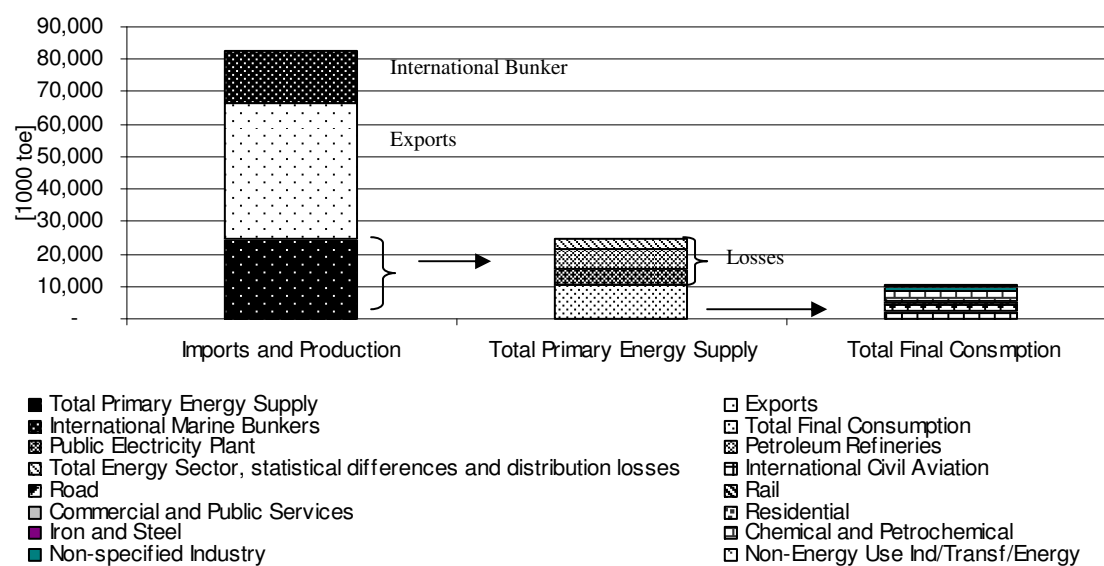 90,000
80,000
70,000
60,000
50,000
40,000
30,000
20,000
10,000
-
[1000 toe]
International Bunker
Exports
Losses
Imports and Production
Total Primary Energy Supply
Total Final Consmption
Total Primary Energy Supply
Exports
International Marine Bunkers
Total Final Consumption
Public Electricity Plant
Petroleum Refineries
Total Energy Sector, statistical differences and distribution losses
International Civil Aviation
Road
Rail
Commercial and Public Services
Residential
Iron and Steel
Chemical and Petrochemical
Non-specified Industry
Non-Energy Use Ind/Transf/Energy